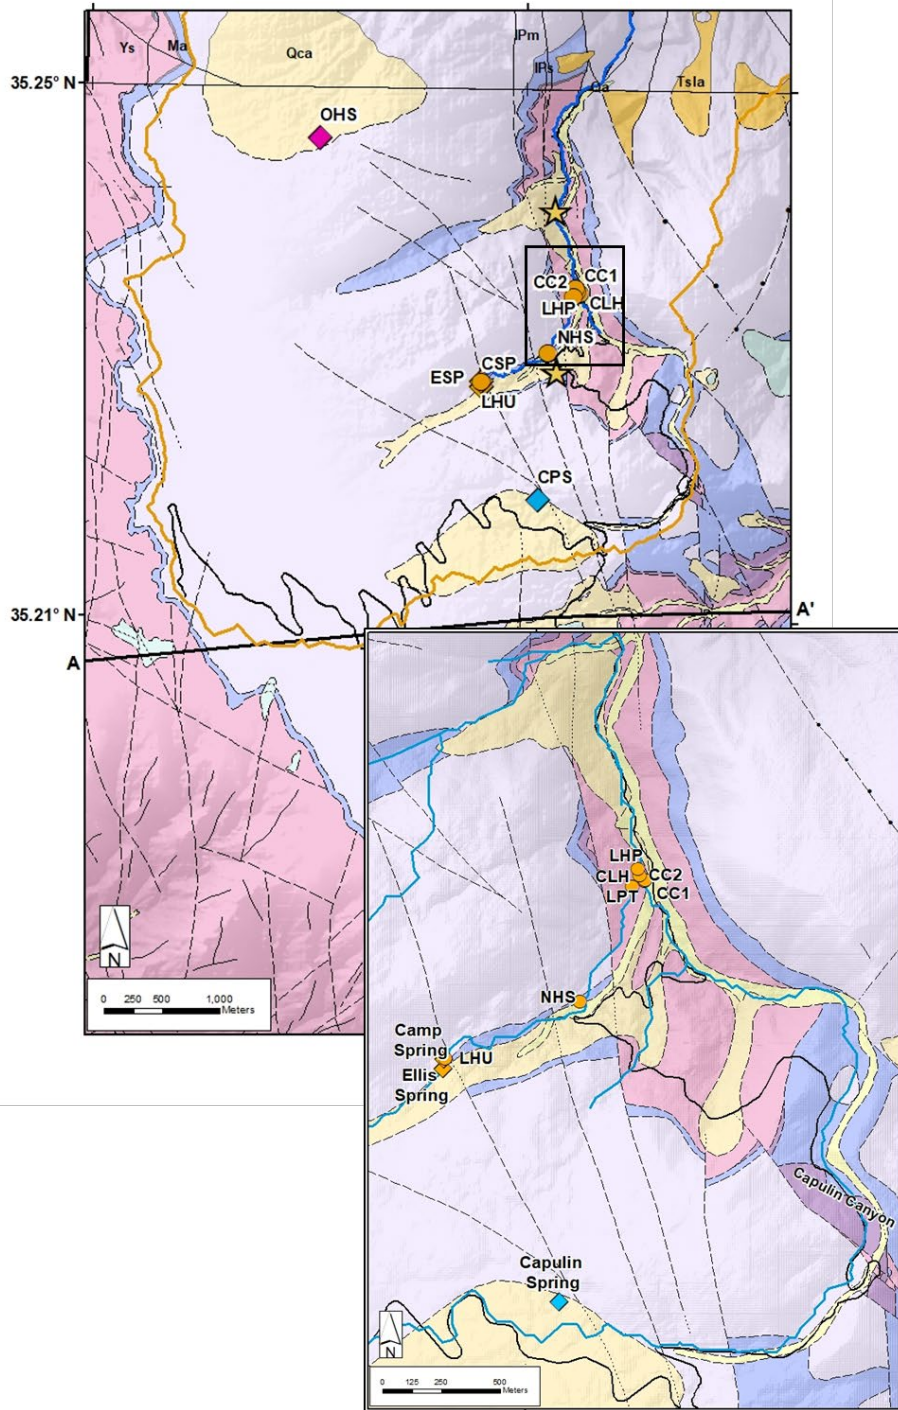 Ys
Ma
Qca
IPm
IPs
Tsla
35.25° N
OHS
CC2
CC1
LHP
CLH
NHS
ESP
CSP
LHU
CPS
35.21° N
A
A'
N
0 250 500 1,000
Meters
LHP
CLH
CC2
CC1
LPT
NHS
Camp
Spring
LHU
Ellis
Spring
Capulin Canyon
Capulin
Spring
N
0 125 250 500
Meters